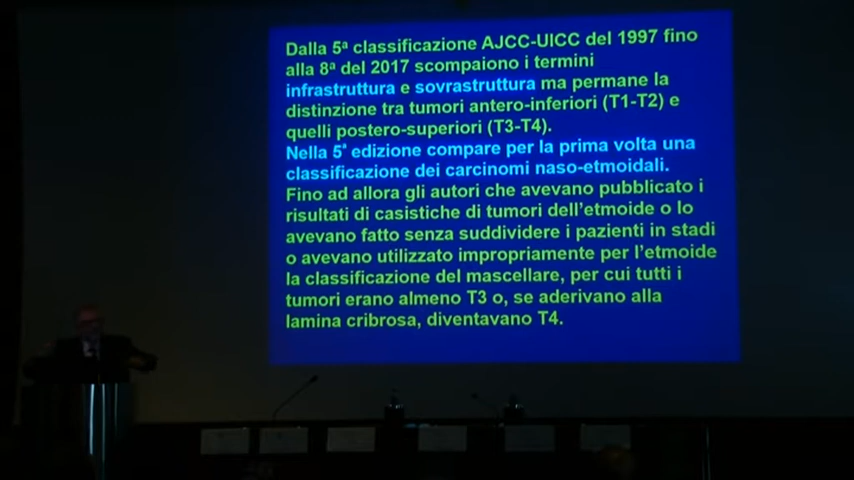 Dalla 5ª classificazione AJCC-UICC del 1997 fino
alla 8ª del 2017 scompaiono i termini
infrastruttura e sovrastruttura ma permane la
distinzione tra tumori antero-inferiori (T1-T2) e
quelli postero-superiori (T3-T4).
Nella 5ª edizione compare per la prima volta una
classificazione dei carcinomi naso-etmoidali.
Fino ad allora gli autori che avevano pubblicato i
risultati di casistiche di tumori dell'etmoide o lo
avevano fatto senza suddividere i pazienti in stadi
o avevano utilizzato impropriamente per l'etmoide
la classificazione del mascellare, per cui tutti i
tumori erano almeno T3 o, se aderivano alla
lamina cribrosa, diventavano T4.